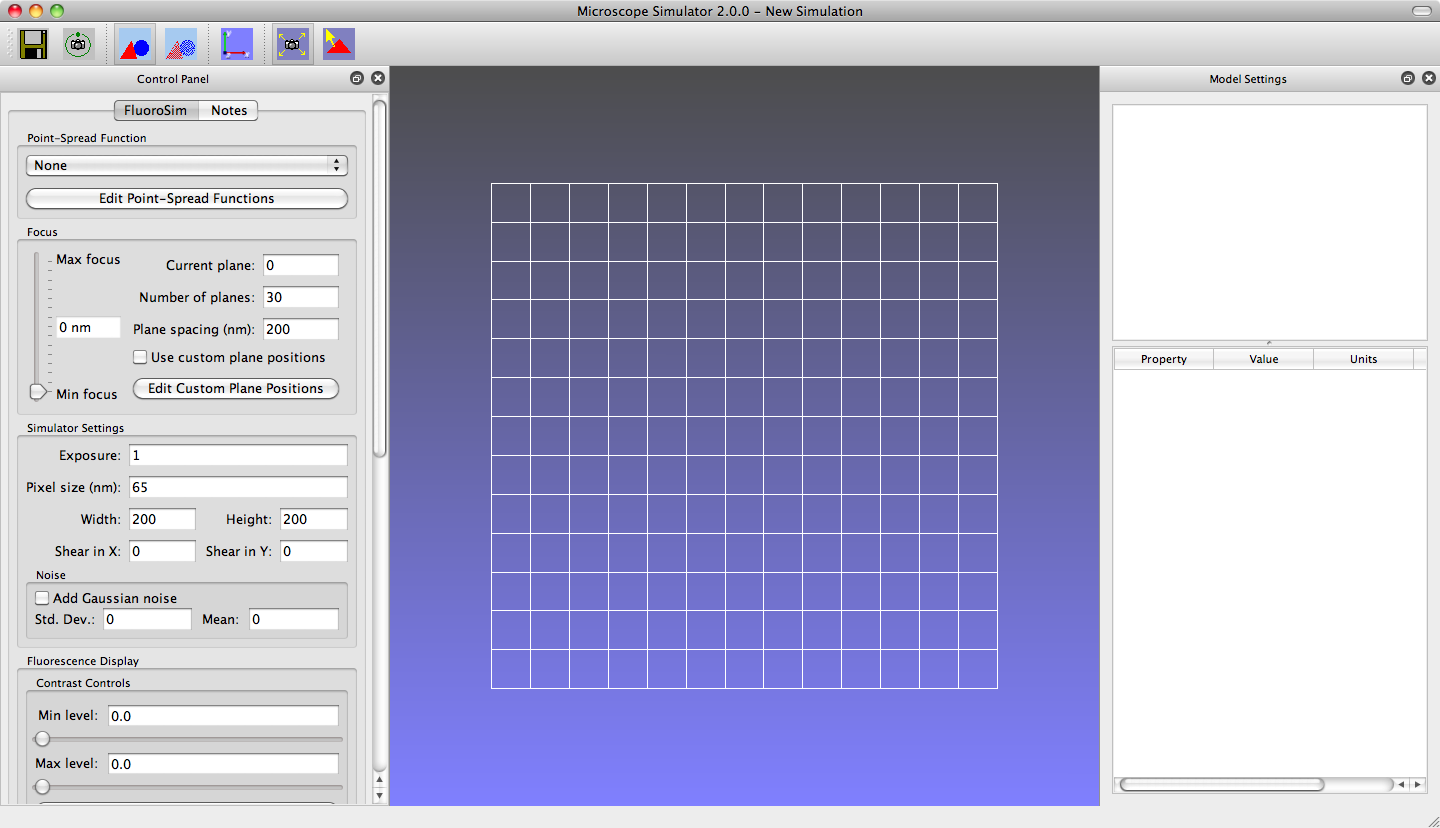 Microscope Simulator 2.0.0 – New Simulation
Control Panel
Model Settings
FluoroSim Notes
Point-Spread Function
None
Edit Point-Spread Functions
Focus
Max focus
Current plane: 0
Number of planes: 30
0 nm
Plane spacing (nm): 200
Use custom plane positions
Min focus
Edit Custom Plane Positions
Simulator Settings
Exposure: 1
Pixel size (nm): 65
Width: 200 Height: 200
Shear in X: 0 Shear in Y: 0
Noise
Add Gaussian noise
Std. Dev.: 0 Mean: 0
Fluorescence Display
Contrast Controls
Min level: 0.0
Max level: 0.0
Property Value Units